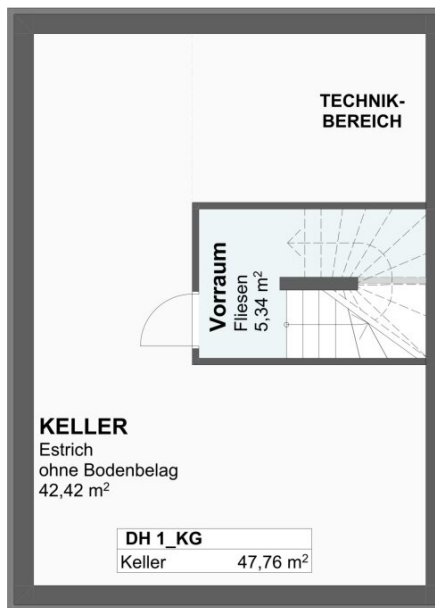 TECHNIK-
BEREICH
Vorraum
Fliesen
5,34 m²
KELLER
Estrich
ohne Bodenbelag
42,42 m²
DH 1_KG
Keller 47,76 m²